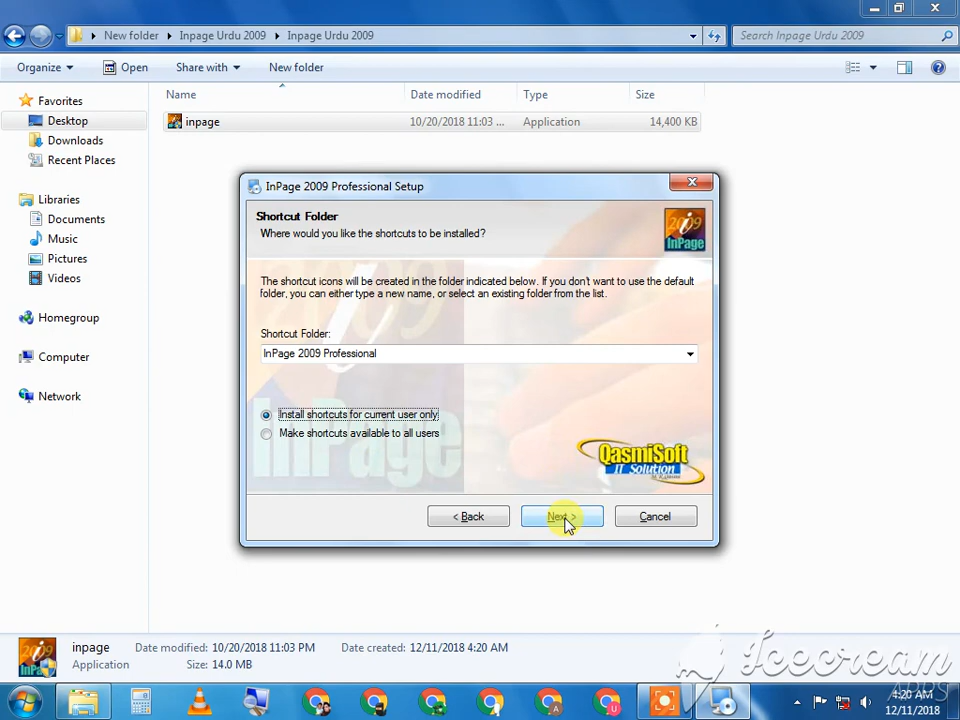 New folder
Inpage Urdu 2009
Inpage Urdu 2009
Search Inpage Urdu 2009
Organize
Open
Share with
New folder
Name
Date modified
Type
Size
Favorites
Desktop
Downloads
Recent Places
Libraries
Documents
Music
Pictures
Videos
Homegroup
Computer
Network
inpage
10/20/2018 11:03 ...
Application
14,400 KB
InPage 2009 Professional Setup
Shortcut Folder
Where would you like the shortcuts to be installed?
2009
InPage
The shortcut icons will be created in the folder indicated below. If you don't want to use the default
folder, you can either type a new name, or select an existing folder from the list.
Shortcut Folder:
InPage 2009 Professional
Install shortcuts for current user only
Make shortcuts available to all users
InPage
QasmiSoft
IT Solution
< Back
Next >
Cancel
inpage
Date modified: 10/20/2018 11:03 PM
Date created: 12/11/2018 4:20 AM
Application
Size: 14.0 MB
Icecream
APPS
4:20 AM
12/11/2018